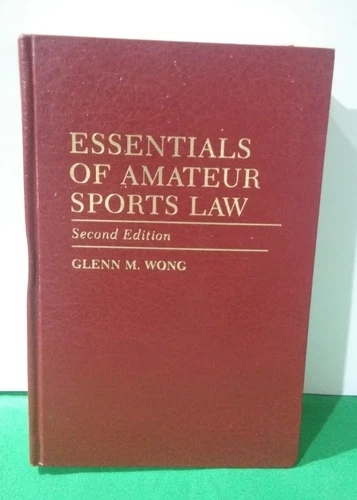 ESSENTIALS
OF AMATEUR
SPORTS LAW
Second Edition
GLENN M. WONG